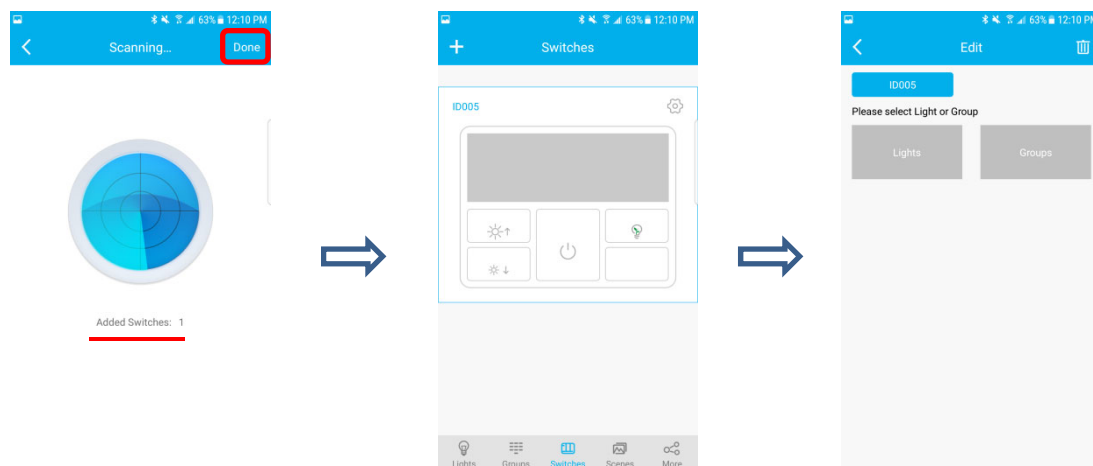 63% 12:10 PM
Scanning...
Done
Added Switches: 1
63% 12:10 PM
Switches
ID005
Lights
Groups
Switches
Scenes
More
63% 12:10 PM
Edit
ID005
Please select Light or Group
Lights
Groups